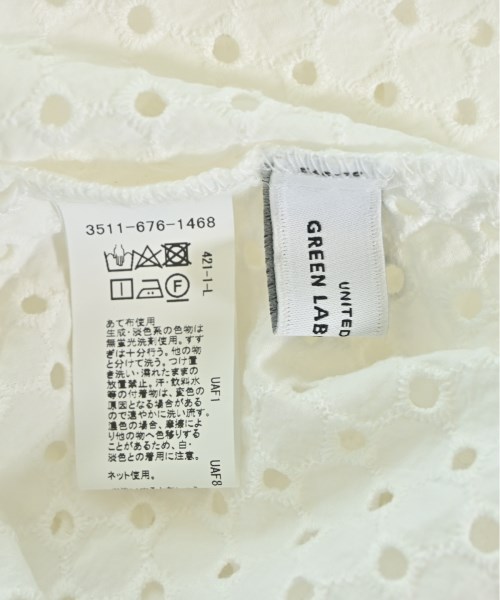 3511-676-1468
421-1-L
F
あて布使用
生成・淡色系の色物は
無蛍光洗剤使用。すす
ぎは十分行う。他の物
と分けて洗う。つけ置
き洗い・濡れたままの
放置禁止。汗・飲料水
等の付着物は、変色の
原因となる場合がある
ので速やかに洗い流す。
濃色の場合、摩擦によ
り他の物へ色移りする
ことがあるため、白・
淡色との着用に注意。
ネット使用。
UAF1
UAF8
UNITED
GREEN LAB